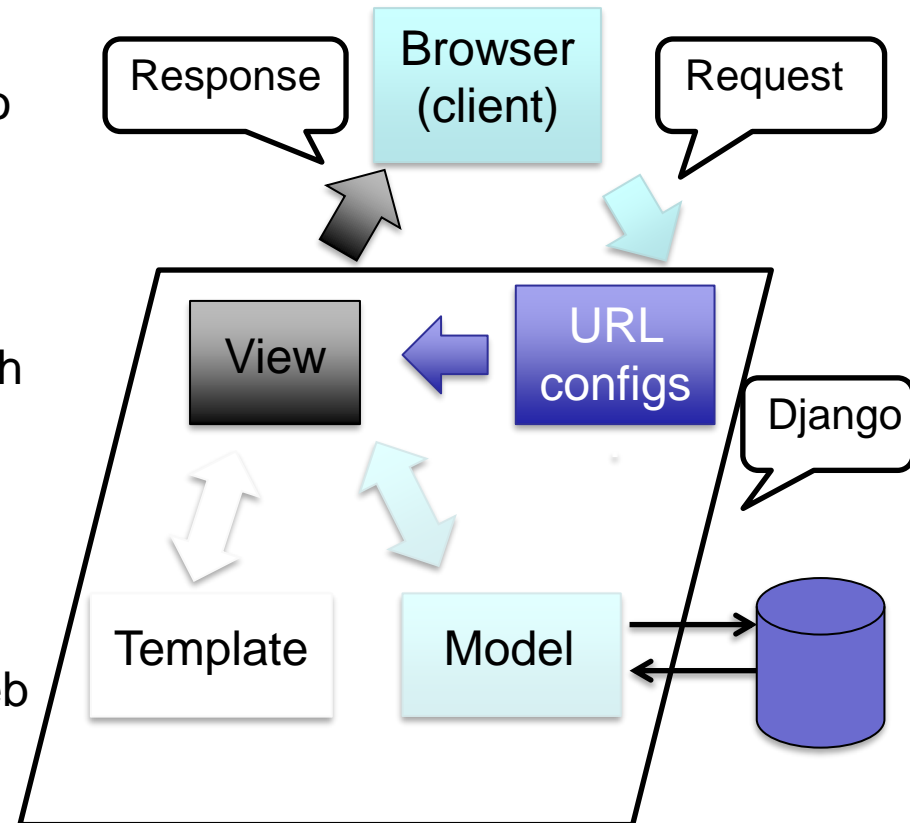 Browser
(client)
Response
Request
View
URL
configs
Django
Template
Model